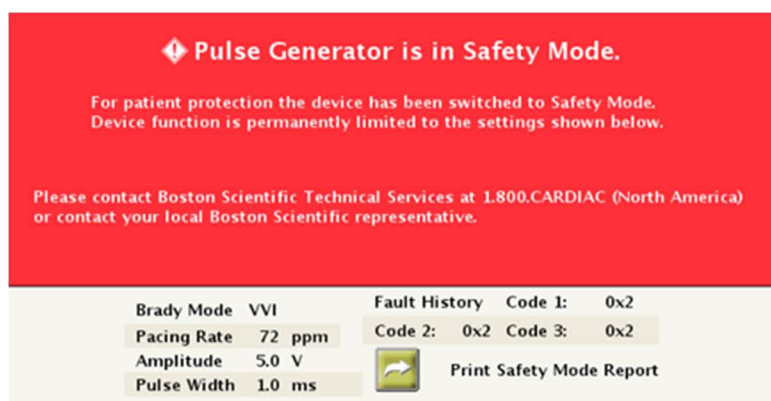 Pulse Generator is in Safety Mode.
For patient protection the device has been switched to Safety Mode.
Device function is permanently limited to the settings shown below.
Please contact Boston Scientific Technical Services at 1.800.CARDIAC (North America)
or contact your local Boston Scientific representative.
Brady Mode VVI
Pacing Rate 72 ppm
Amplitude 5.0 V
Pulse Width 1.0 ms
Fault History Code 1: 0x2
Code 2: 0x2 Code 3: 0x2
Print Safety Mode Report